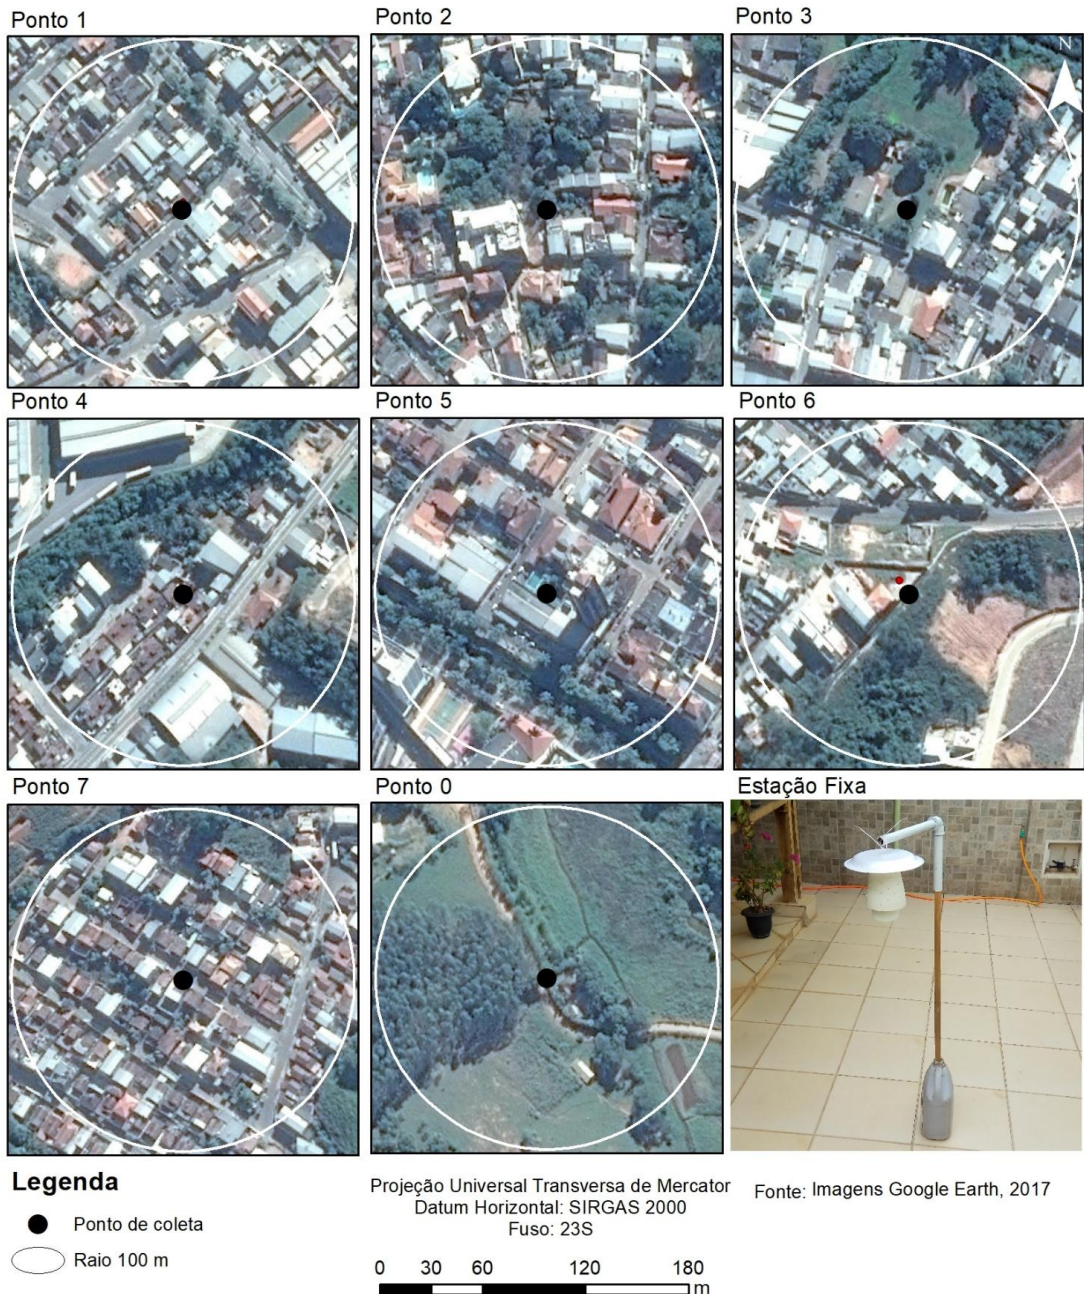 Ponto 1
Ponto 2
Ponto 3
N
Ponto 4
Ponto 5
Ponto 6
Ponto 7
Ponto 0
Estação Fixa
Legenda
Ponto de coleta
Raio 100 m
Projeção Universal Transversa de Mercator
Datum Horizontal: SIRGAS 2000
Fuso: 23S
0 30 60 120 180
m
Fonte: Imagens Google Earth, 2017